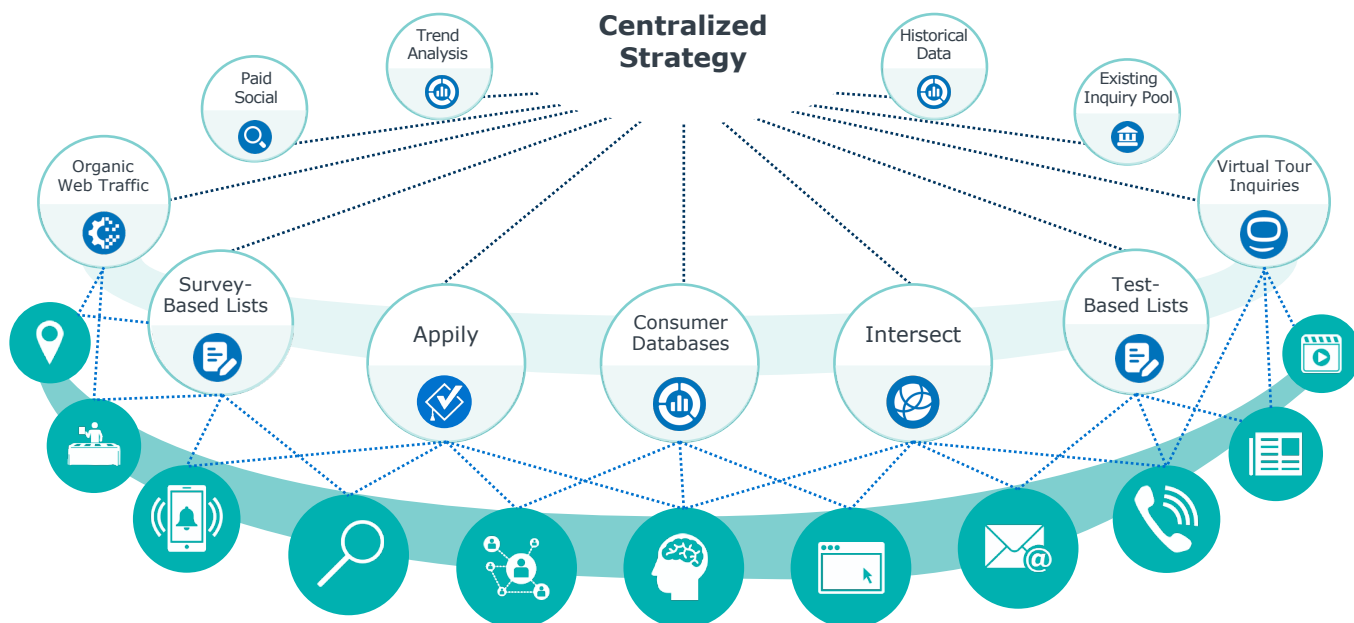 Centralized
Strategy
Trend
Analysis
Historical
Data
Paid
Social
Existing
Inquiry Pool
Organic
Web Traffic
Virtual Tour
Inquiries
Survey-
Based Lists
Test-
Based Lists
Appily
Consumer
Databases
Intersect
@